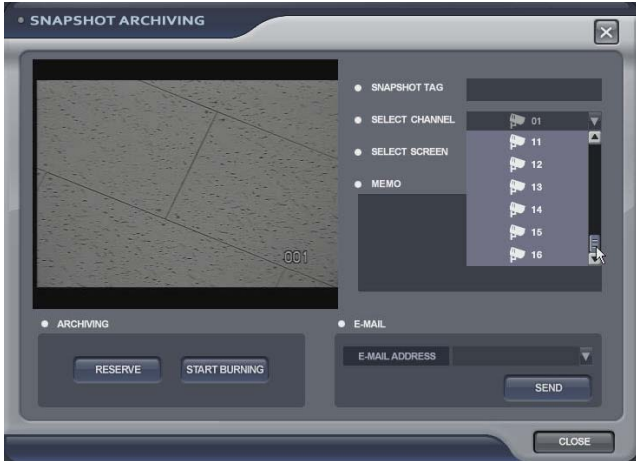 SNAPSHOT ARCHIVING
SNAPSHOT TAG
SELECT CHANNEL 01
11
SELECT SCREEN
12
MEMO 13
14
15
16
001
ARCHIVING
E-MAIL
E-MAIL ADDRESS
RESERVE START BURNING
SEND
CLOSE